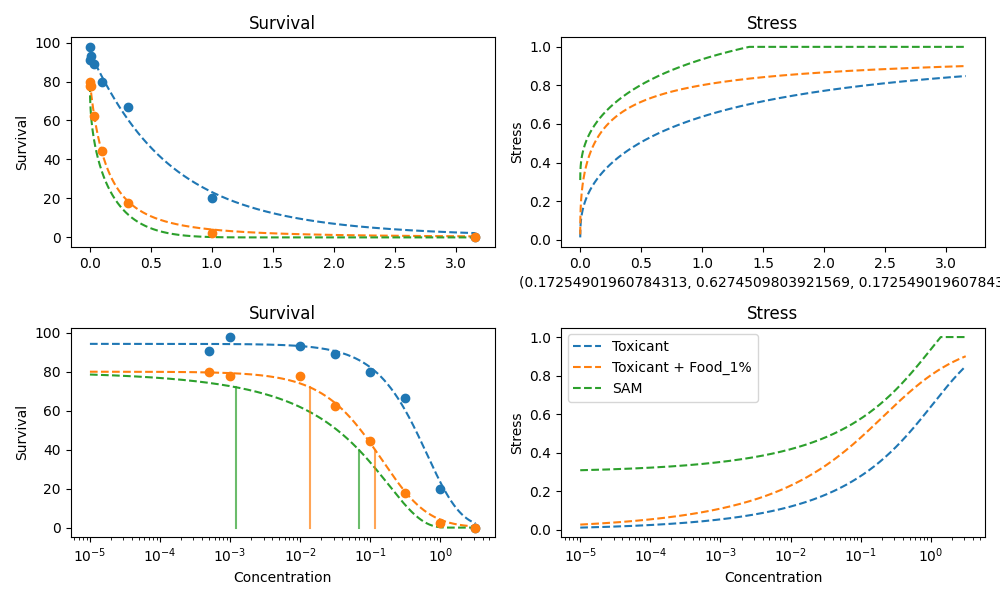 Survival
Survival
100
80
60
40
20
0
0.0 0.5 1.0 1.5 2.0 2.5 3.0
Stress
Stress
1.0
0.8
0.6
0.4
0.2
0.0
0.0 0.5 1.0 1.5 2.0 2.5 3.0
(0.17254901960784313, 0.6274509803921569, 0.172549019607843
Survival
Survival
100
80
60
40
20
0
10⁻⁵ 10⁻⁴ 10⁻³ 10⁻² 10⁻¹ 10⁰
Concentration
Stress
Stress
1.0
0.8
0.6
0.4
0.2
0.0
Toxicant
Toxicant + Food_1%
SAM
10⁻⁵ 10⁻⁴ 10⁻³ 10⁻² 10⁻¹ 10⁰
Concentration